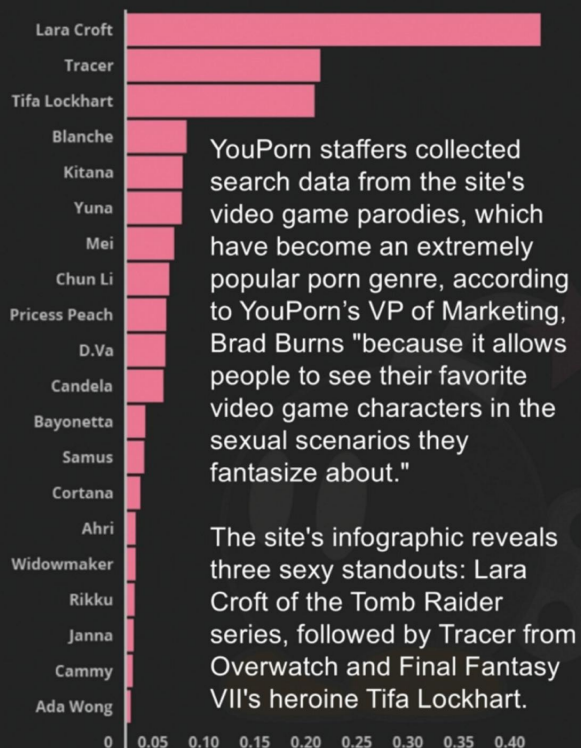 Lara Croft
Tracer
Tifa Lockhart
Blanche
Kitana
Yuna
Mei
Chun Li
Pricess Peach
D.Va
Candela
Bayonetta
Samus
Cortana
Ahri
Widowmaker
Rikku
Janna
Cammy
Ada Wong
0 0.05 0.10 0.15 0.20 0.25 0.30 0.35 0.40
YouPorn staffers collected
search data from the site's
video game parodies, which
have become an extremely
popular porn genre, according
to YouPorn’s VP of Marketing,
Brad Burns "because it allows
people to see their favorite
video game characters in the
sexual scenarios they
fantasize about."
The site's infographic reveals
three sexy standouts: Lara
Croft of the Tomb Raider
series, followed by Tracer from
Overwatch and Final Fantasy
VII's heroine Tifa Lockhart.